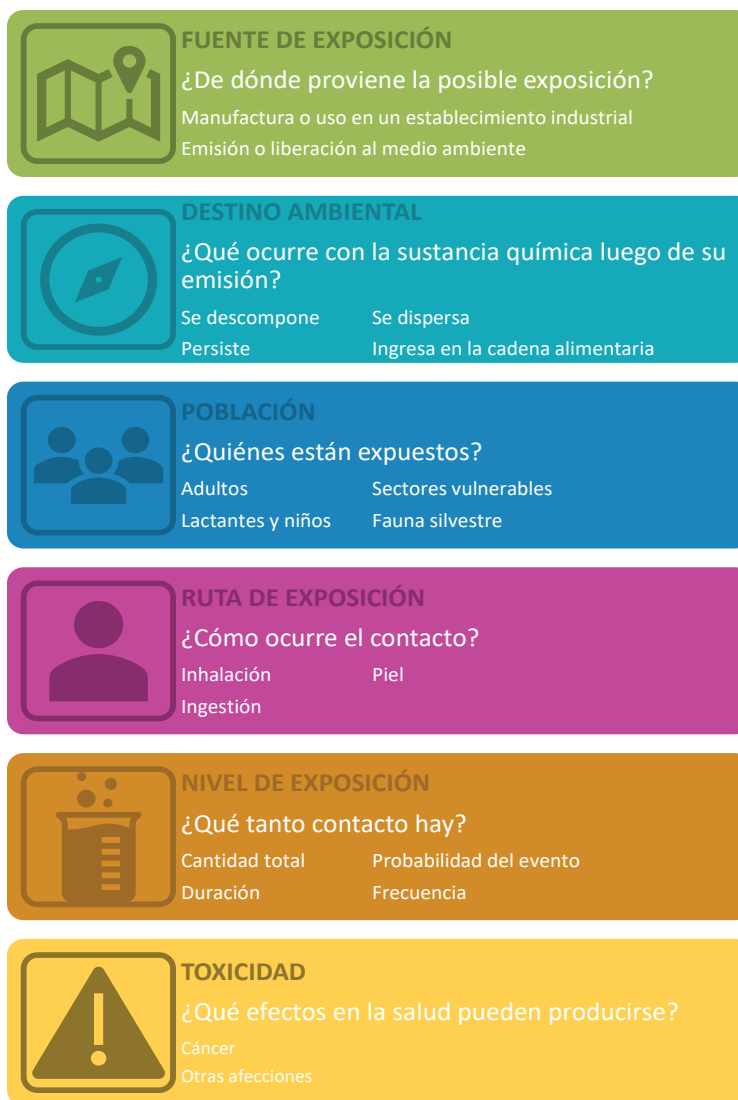 FUENTE DE EXPOSICIÓN
¿De dónde proviene la posible exposición?
Manufactura o uso en un establecimiento industrial
Emisión o liberación al medio ambiente
DESTINO AMBIENTAL
¿Qué ocurre con la sustancia química luego de su
emisión?
Se descompone Se dispersa
Persiste Ingresa en la cadena alimentaria
POBLACIÓN
¿Quiénes están expuestos?
Adultos Sectores vulnerables
Lactantes y niños Fauna silvestre
RUTA DE EXPOSICIÓN
¿Cómo ocurre el contacto?
Inhalación Piel
Ingestión
NIVEL DE EXPOSICIÓN
¿Qué tanto contacto hay?
Cantidad total Probabilidad del evento
Duración Frecuencia
TOXICIDAD
¿Qué efectos en la salud pueden producirse?
Cáncer
Otras afecciones